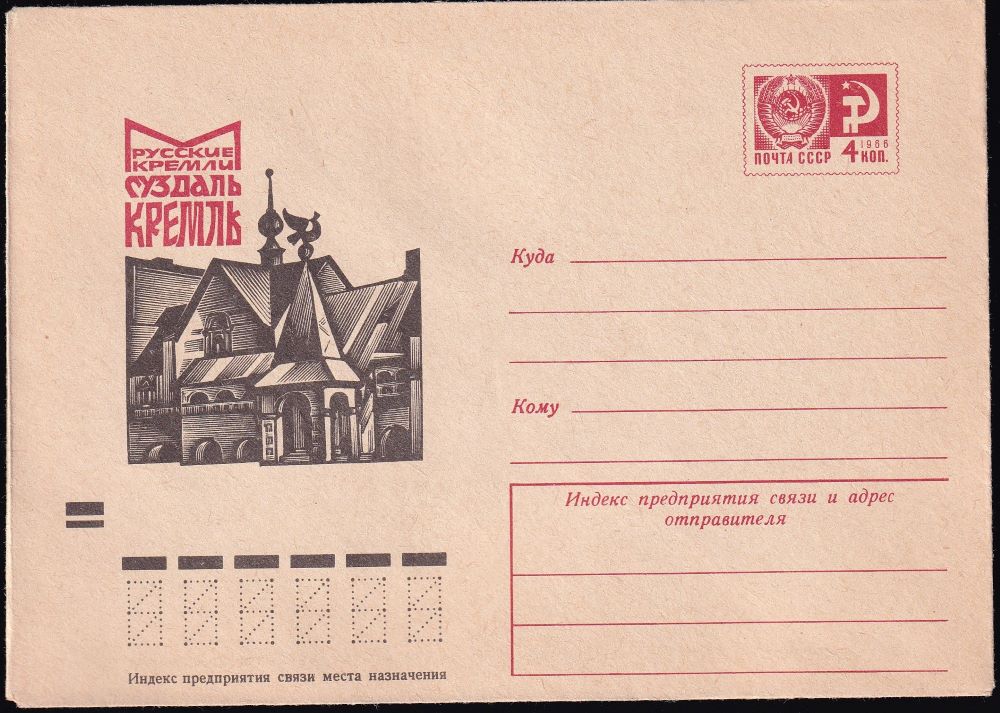 РУССКИЕ
КРЕМЛИ
СУЗДАЛЬ
КРЕМЛЬ
ПОЧТА СССР
1966
4 КОП.
Куда
Кому
Индекс предприятия связи и адрес
отправителя
Индекс предприятия связи места назначения